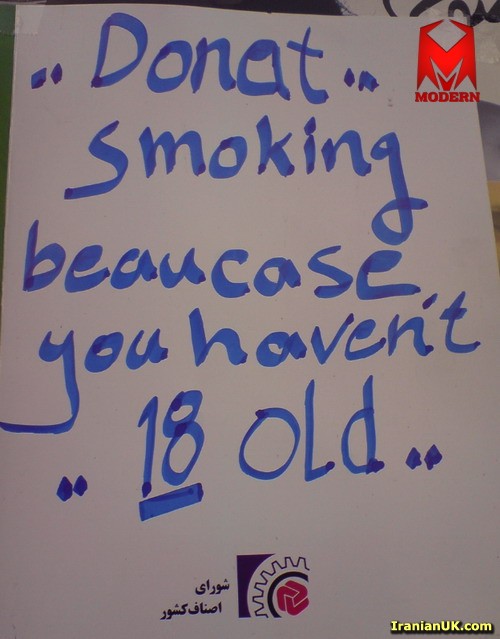 .. Donat ..
MODERN
smoking
beaucase
you haven't
.. 18 old ..
شورای
اصناف کشور
IranianUK.com